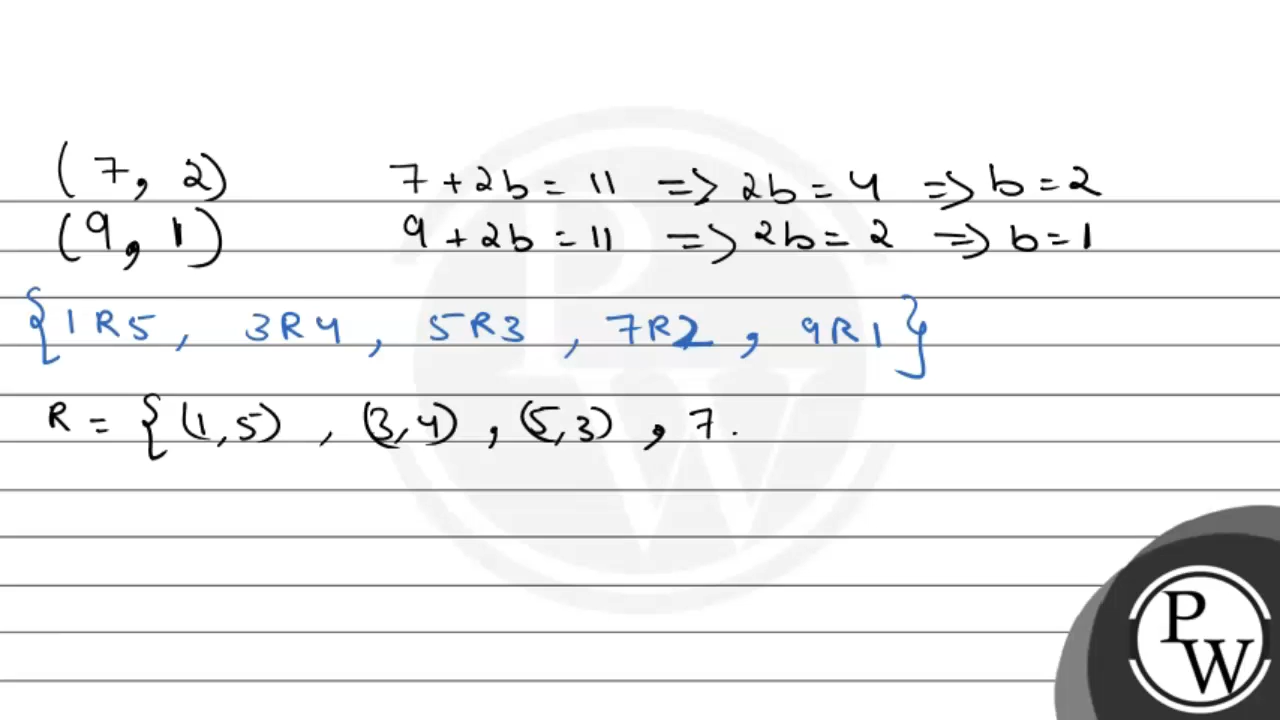 (7, 2) 7 + 2b = 11 => 2b = 4 => b = 2
(9, 1) 9 + 2b = 11 => 2b = 2 => b = 1
{1R5, 3R4, 5R3, 7R2, 9R1}
R = {(1,5), (3,4), (5,3), 7.
PW
PW